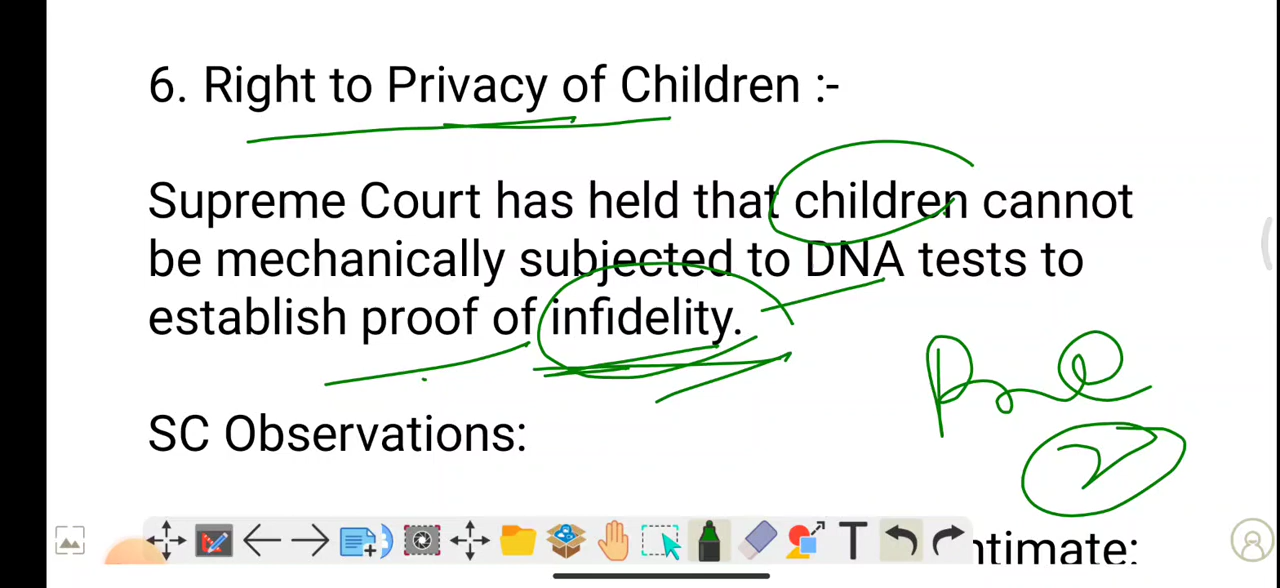 6. Right to Privacy of Children :-
Supreme Court has held that children cannot
be mechanically subjected to DNA tests to
establish proof of infidelity.
SC Observations:
ntimate: